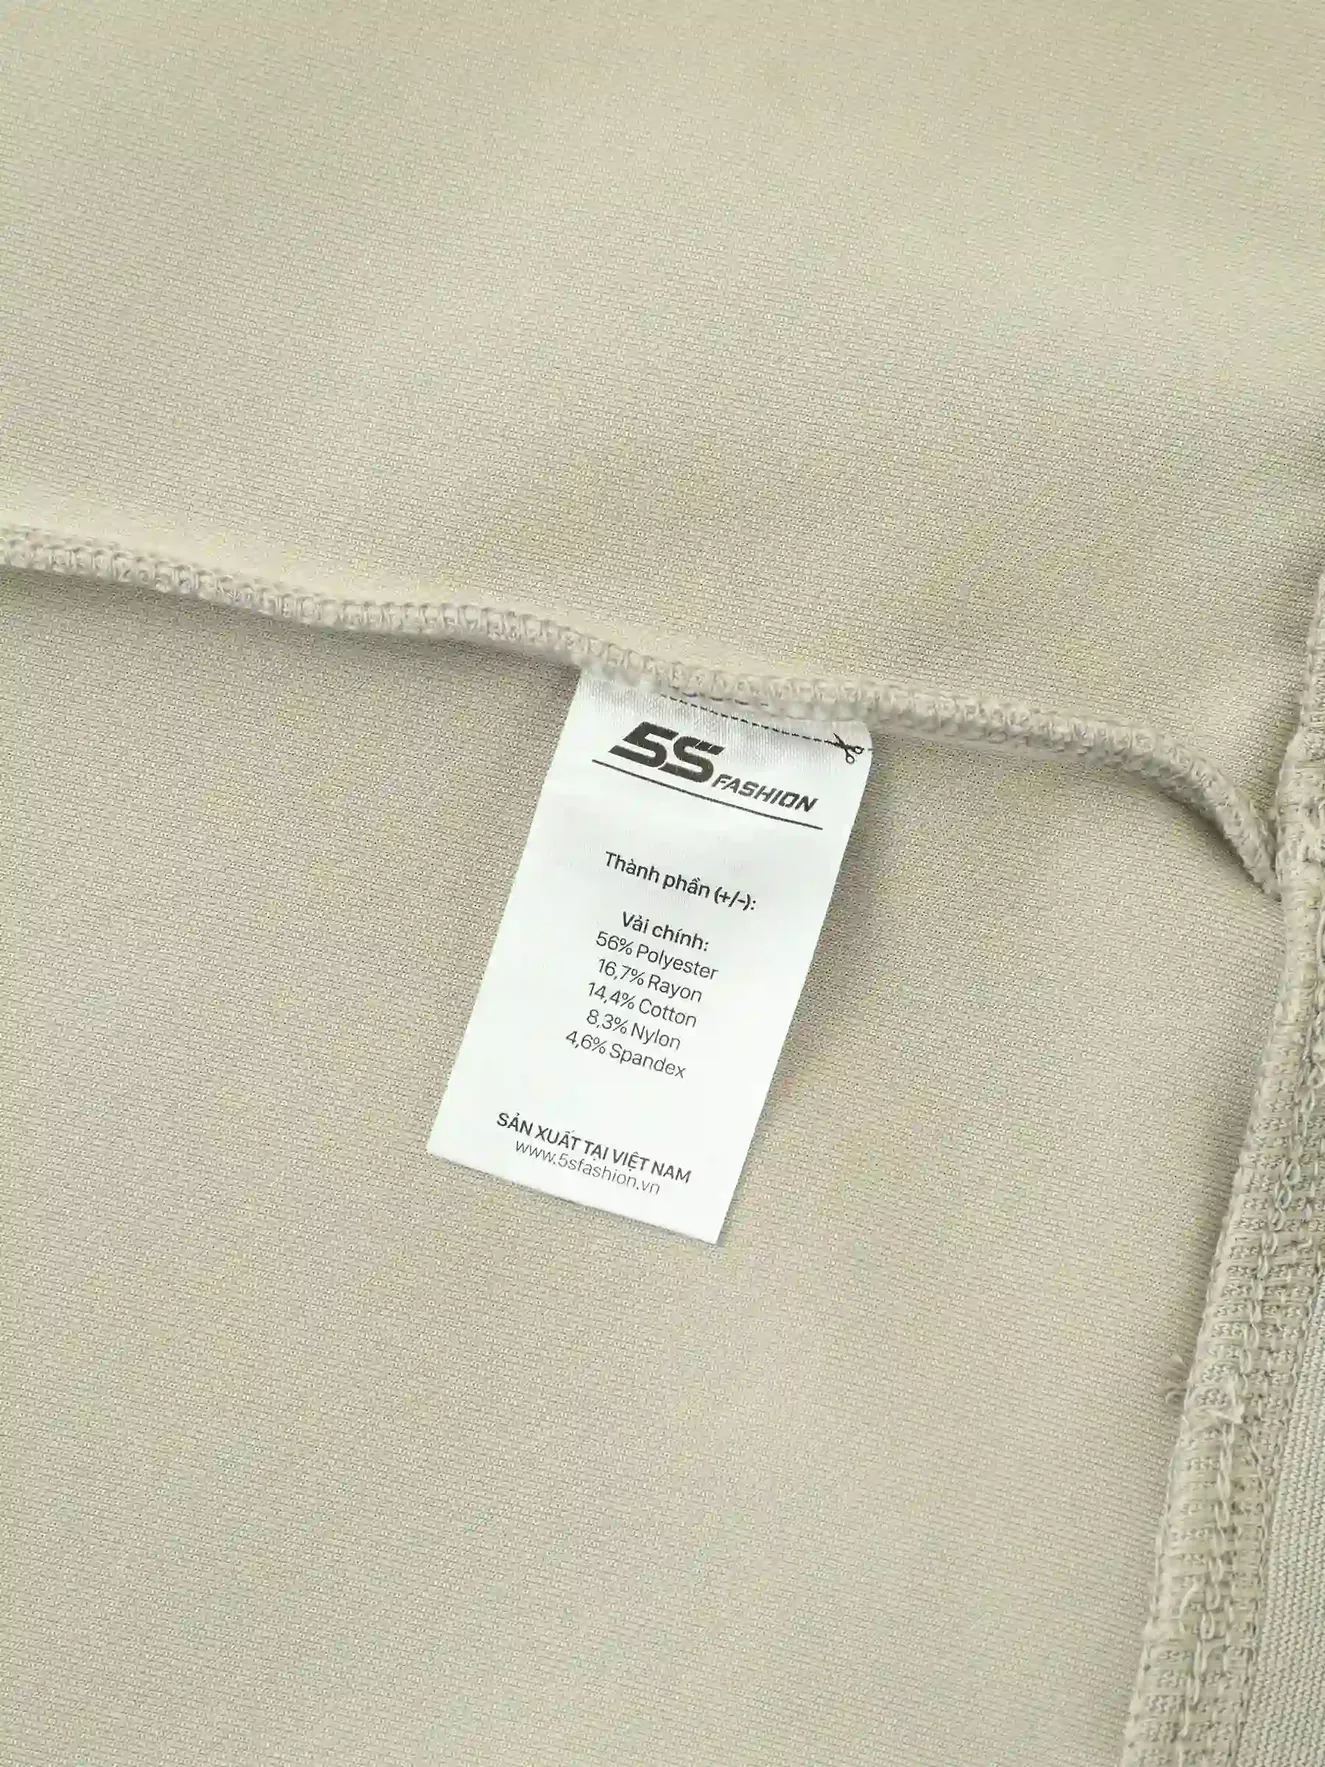 5S FASHION
Thành phần (+/-):
Vải chính:
56% Polyester
16,7% Rayon
14,4% Cotton
8,3% Nylon
4,6% Spandex
SẢN XUẤT TẠI VIỆT NAM
www.5sfashion.vn